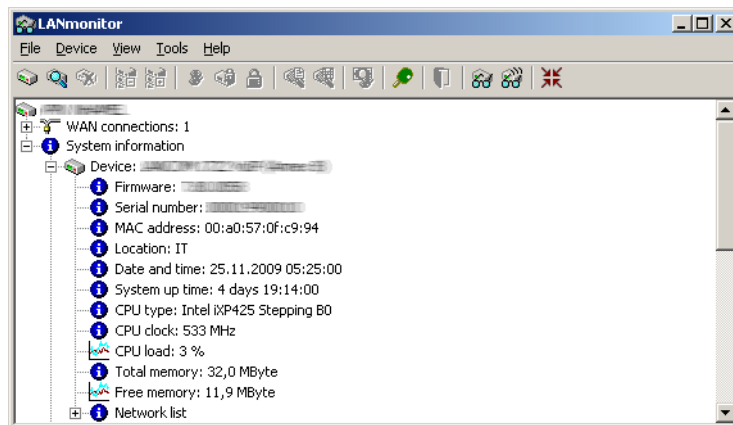 LANmonitor
File Device View Tools Help
WAN connections: 1
System information
Device:
Firmware:
Serial number:
MAC address: 00:a0:57:0f:c9:94
Location: IT
Date and time: 25.11.2009 05:25:00
System up time: 4 days 19:14:00
CPU type: Intel iXP425 Stepping B0
CPU clock: 533 MHz
CPU load: 3 %
Total memory: 32,0 MByte
Free memory: 11,9 MByte
Network list